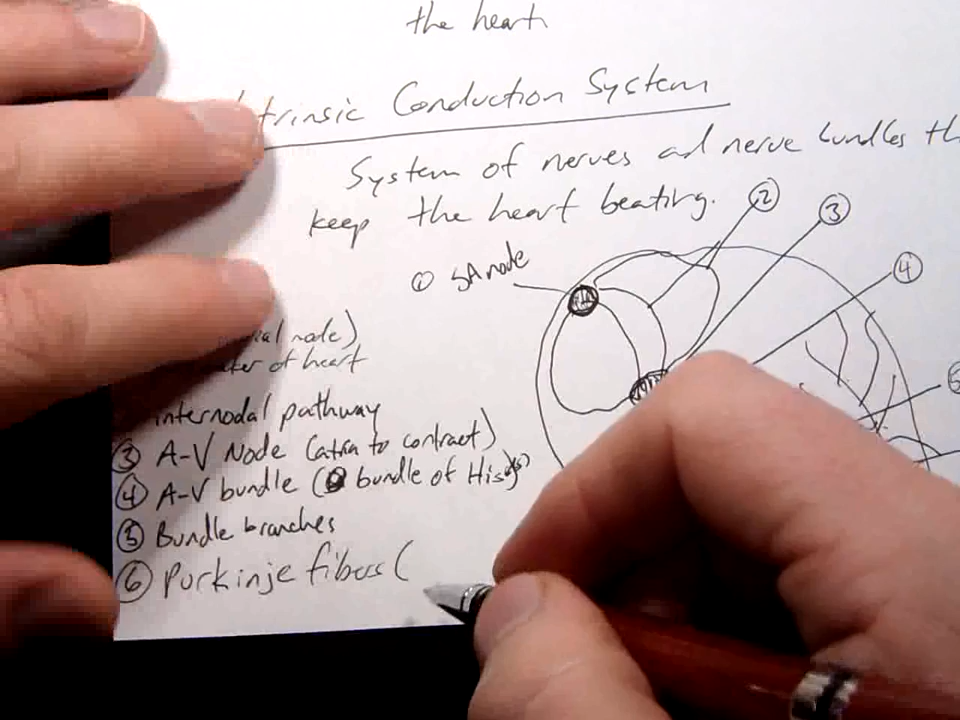 the heart
trinsic Conduction System
System of nerves ad nerve bundles th
keep the heart beating.
② ③ ④
① SA node
ial node)
of heart
internodal pathway
③ A-V Node (atria to contract)
④ A-V bundle ( bundle of His)
⑤ Bundle branches
⑥ Purkinje fibers (